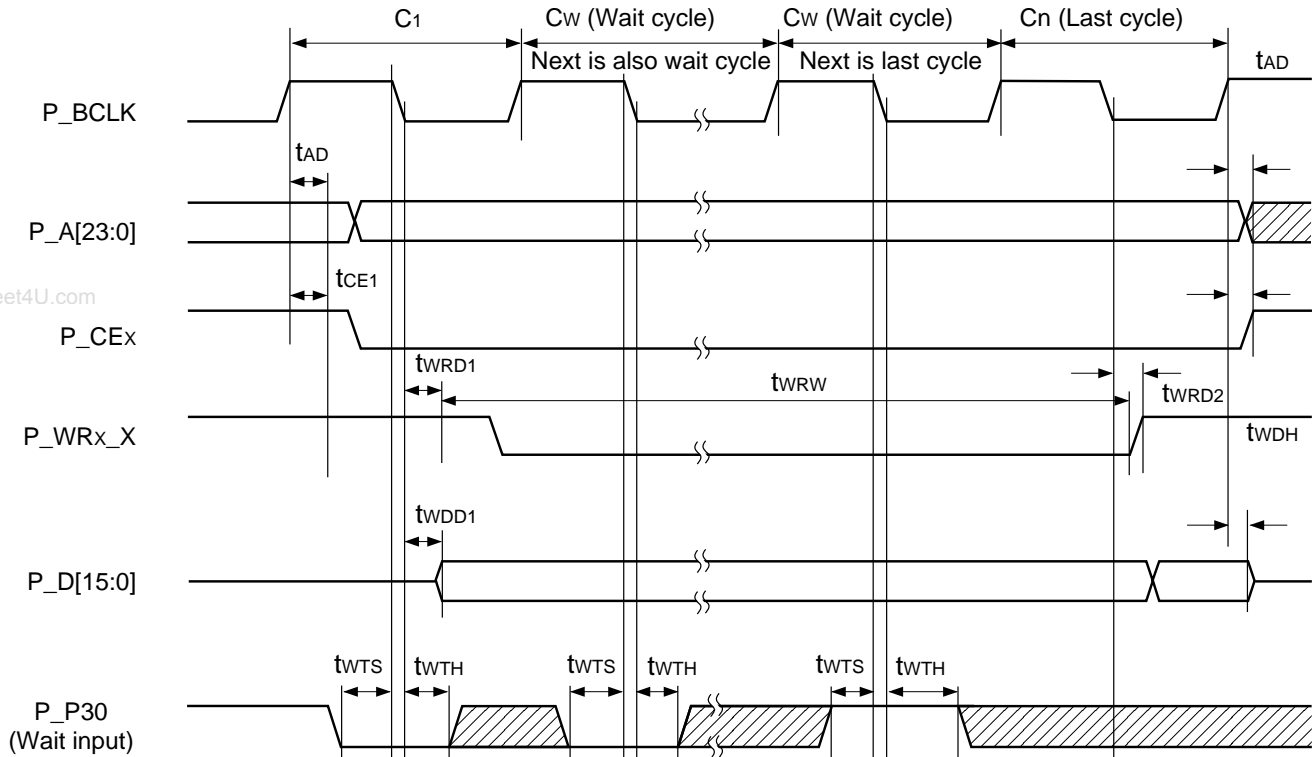 C1
CW (Wait cycle)
CW (Wait cycle)
Cn (Last cycle)
Next is also wait cycle
Next is last cycle
tAD
P_BCLK
tAD
P_A[23:0]
eet4U.com
tCE1
P_CEx
tWRD1
tWRW
tWRD2
P_WRx_X
tWDH
tWDD1
P_D[15:0]
tWTS
tWTH
tWTS
tWTH
tWTS
tWTH
P_P30
(Wait input)